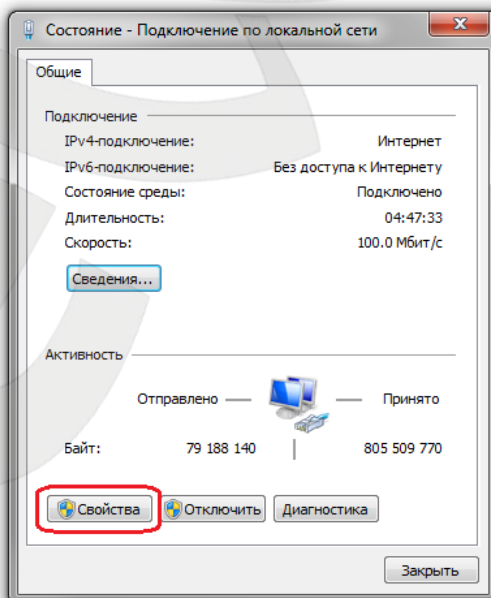 Состояние - Подключение по локальной сети
Общие
Подключение
IPv4-подключение: Интернет
IPv6-подключение: Без доступа к Интернету
Состояние среды: Подключено
Длительность: 04:47:33
Скорость: 100.0 Мбит/с
Сведения...
Активность
Отправлено — — Принято
Байт: 79 188 140 | 805 509 770
Свойства Отключить Диагностика
Закрыть